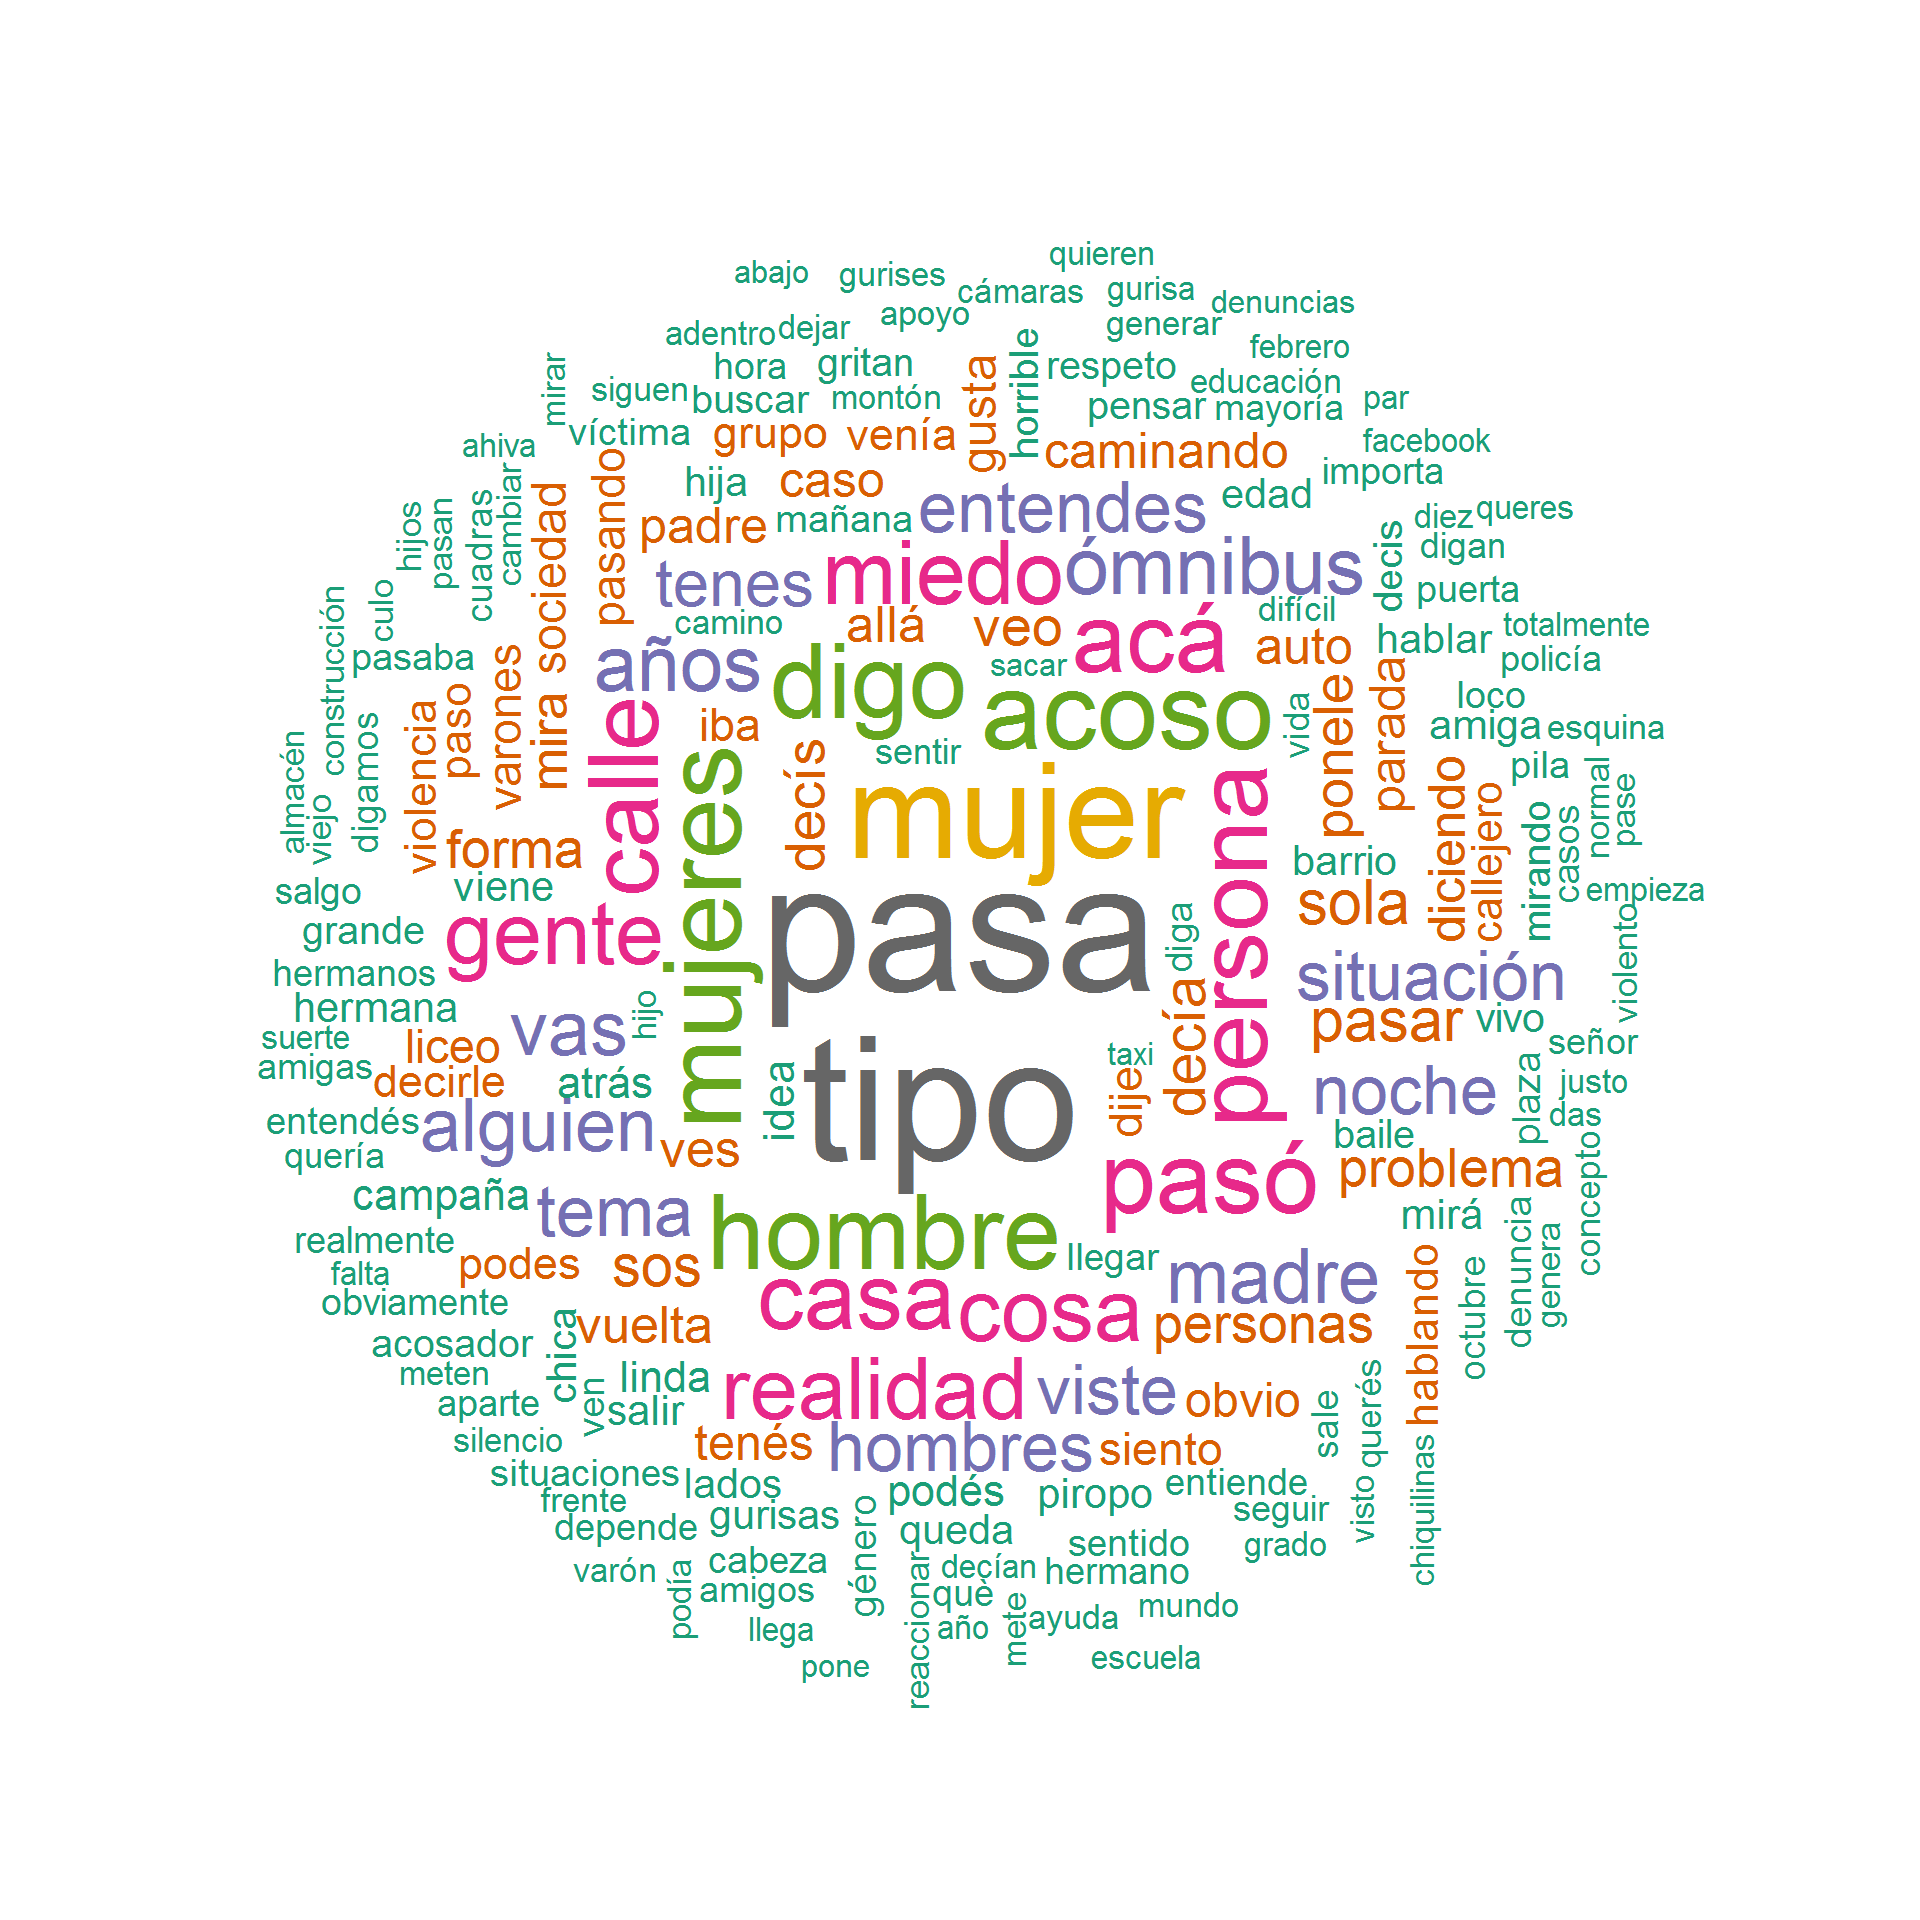 quieren
abajo
gurises
cámaras
gurisa
denuncias
apoyo
generar
adentro
dejar
febrero
hora
gritan
horrible
respeto
educación
mirar
siguen
buscar
montón
gusta
pensar
mayoría
par
víctima
grupo
venía
caminando
facebook
ahiva
cambiar
pasando
hija
caso
importa
edad
entendes
hijos
pasan
cuadras
sociedad
padre
mañana
diez
queres
decis
digan
culo
tenes
miedo
ómnibus
puerta
construcción
camino
allá
veo
acá
difícil
auto
hablar
totalmente
pasaba
años
digo
sacar
policía
violencia
paso
varones
mira
calle
iba
sentir
acoso
vida
ponele
parada
loco
amiga
esquina
almacén
viejo
digamos
mujeres
decís
mujer
persona
diciendo
callejero
pila
mirando
casos
normal
pase
forma
barrio
viene
salgo
pasa
sola
empieza
grande
gente
diga
hermanos
situación
violento
hermana
vas
hijo
decía
pasar
vivo
suerte
liceo
tipo
taxi
señor
amigas
decirle
atrás
idea
dije
noche
plaza
justo
entendés
alguien
ves
baile
das
quería
pasó
problema
concepto
campaña
tema
hombre
mirá
denuncia
genera
realmente
falta
podes
sos
llegar
madre
octubre
obviamente
vuelta
casa
cosa
personas
hablando
acosador
chica
meten
linda
realidad
viste
obvio
sale
querés
aparte
ven
salir
silencio
tenés
hombres
siento
chiquilinas
situaciones
lados
podés
piropo
entiende
visto
frente
gurisas
género
seguir
depende
queda
sentido
grado
varón
cabeza
decían
hermano
podía
amigos
reaccionar
què
mete
mundo
llega
año
ayuda
pone
escuela